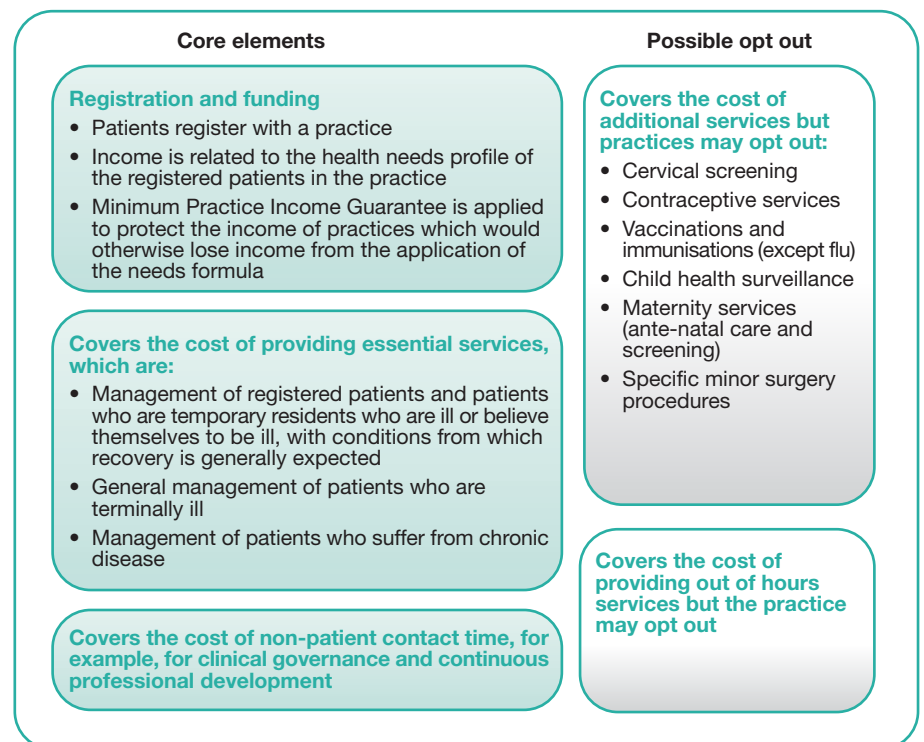 Core elements
Registration and funding
• Patients register with a practice
• Income is related to the health needs profile of
the registered patients in the practice
• Minimum Practice Income Guarantee is applied
to protect the income of practices which would
otherwise lose income from the application of
the needs formula
Covers the cost of providing essential services,
which are:
• Management of registered patients and patients
who are temporary residents who are ill or believe
themselves to be ill, with conditions from which
recovery is generally expected
• General management of patients who are
terminally ill
• Management of patients who suffer from chronic
disease
Covers the cost of non-patient contact time, for
example, for clinical governance and continuous
professional development
Possible opt out
Covers the cost of
additional services but
practices may opt out:
• Cervical screening
• Contraceptive services
• Vaccinations and
immunisations (except flu)
• Child health surveillance
• Maternity services
(ante-natal care and
screening)
• Specific minor surgery
procedures
Covers the cost of
providing out of hours
services but the practice
may opt out